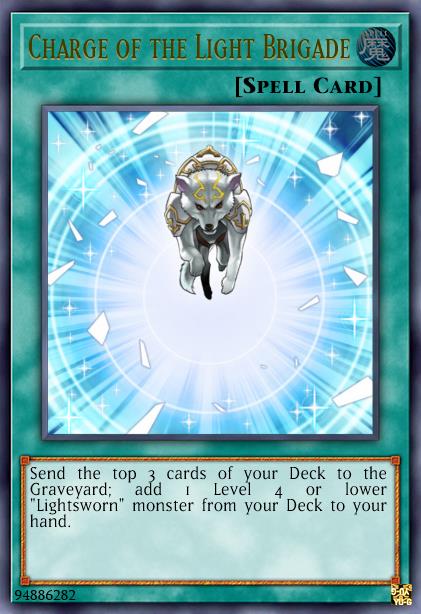 Charge of the Light Brigade
魔
[Spell Card]
Send the top 3 cards of your Deck to the
Graveyard; add 1 Level 4 or lower
"Lightsworn" monster from your Deck to your
hand.
94886282